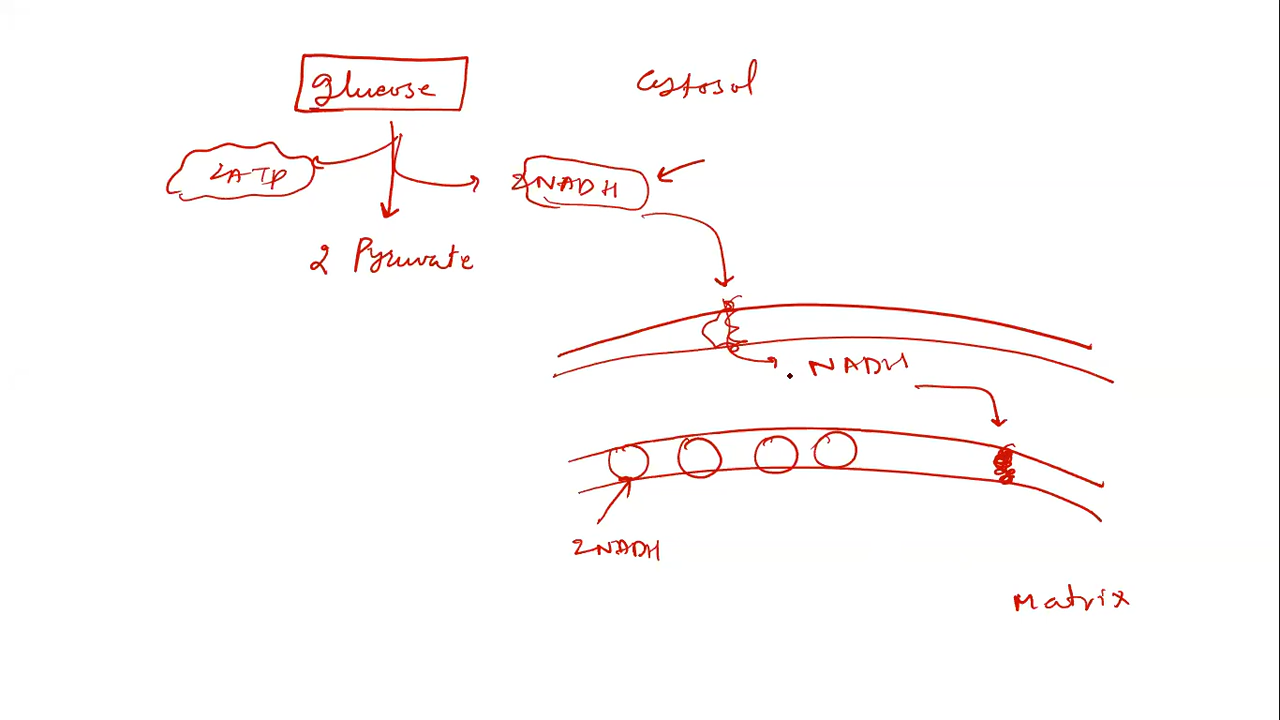 glucose
Cytosol
2ATP
2NADH
2 Pyruvate
NADH
2NADH
Matrix